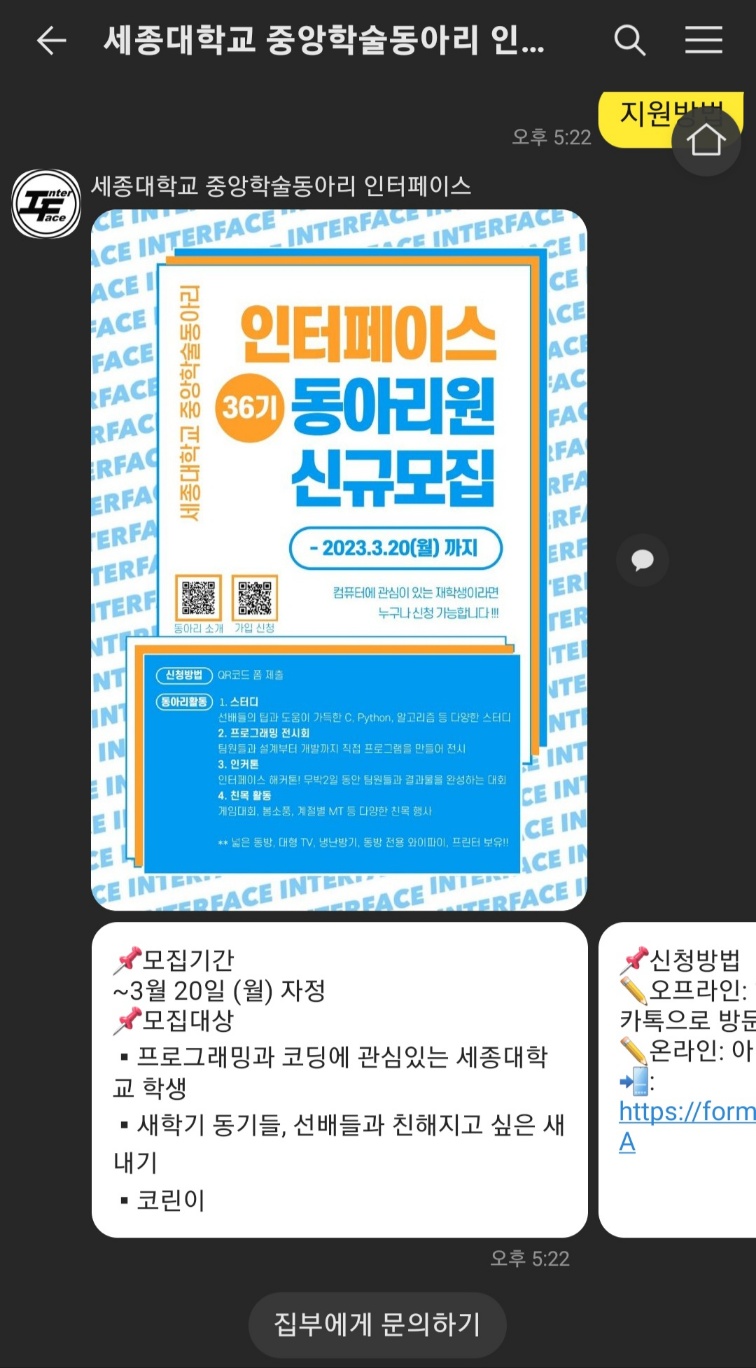 세종대학교 중앙학술동아리 인...
지원방법
오후 5:22
Inter
Face
세종대학교 중앙학술동아리 인터페이스
INTERFACE INTERFACE INTERFACE
세종대학교 중앙학술동아리
인터페이스
36기 동아리원
신규모집
- 2023.3.20(월) 까지
컴퓨터에 관심이 있는 재학생이라면
누구나 신청 가능합니다 !!!
동아리 소개 가입 신청
신청방법 QR코드 폼 제출
동아리활동 1. 스터디
선배들의 팁과 도움이 가득한 C, Python, 알고리즘 등 다양한 스터디
2. 프로그래밍 전시회
팀원들과 설계부터 개발까지 직접 프로그램을 만들어 전시
3. 인커톤
인터페이스 해커톤! 무박2일 동안 팀원들과 결과물을 완성하는 대회
4. 친목 활동
게임대회, 봄소풍, 계절별 MT 등 다양한 친목 행사
** 넓은 동방, 대형 TV, 냉난방기, 동방 전용 와이파이, 프린터 보유!!
📌모집기간
~3월 20일 (월) 자정
📌모집대상
▪프로그래밍과 코딩에 관심있는 세종대학
교 학생
▪새학기 동기들, 선배들과 친해지고 싶은 새
내기
▪코린이
📌신청방법
✏️오프라인:
카톡으로 방문
✏️온라인: 아
📲:
https://form
A
오후 5:22
집부에게 문의하기